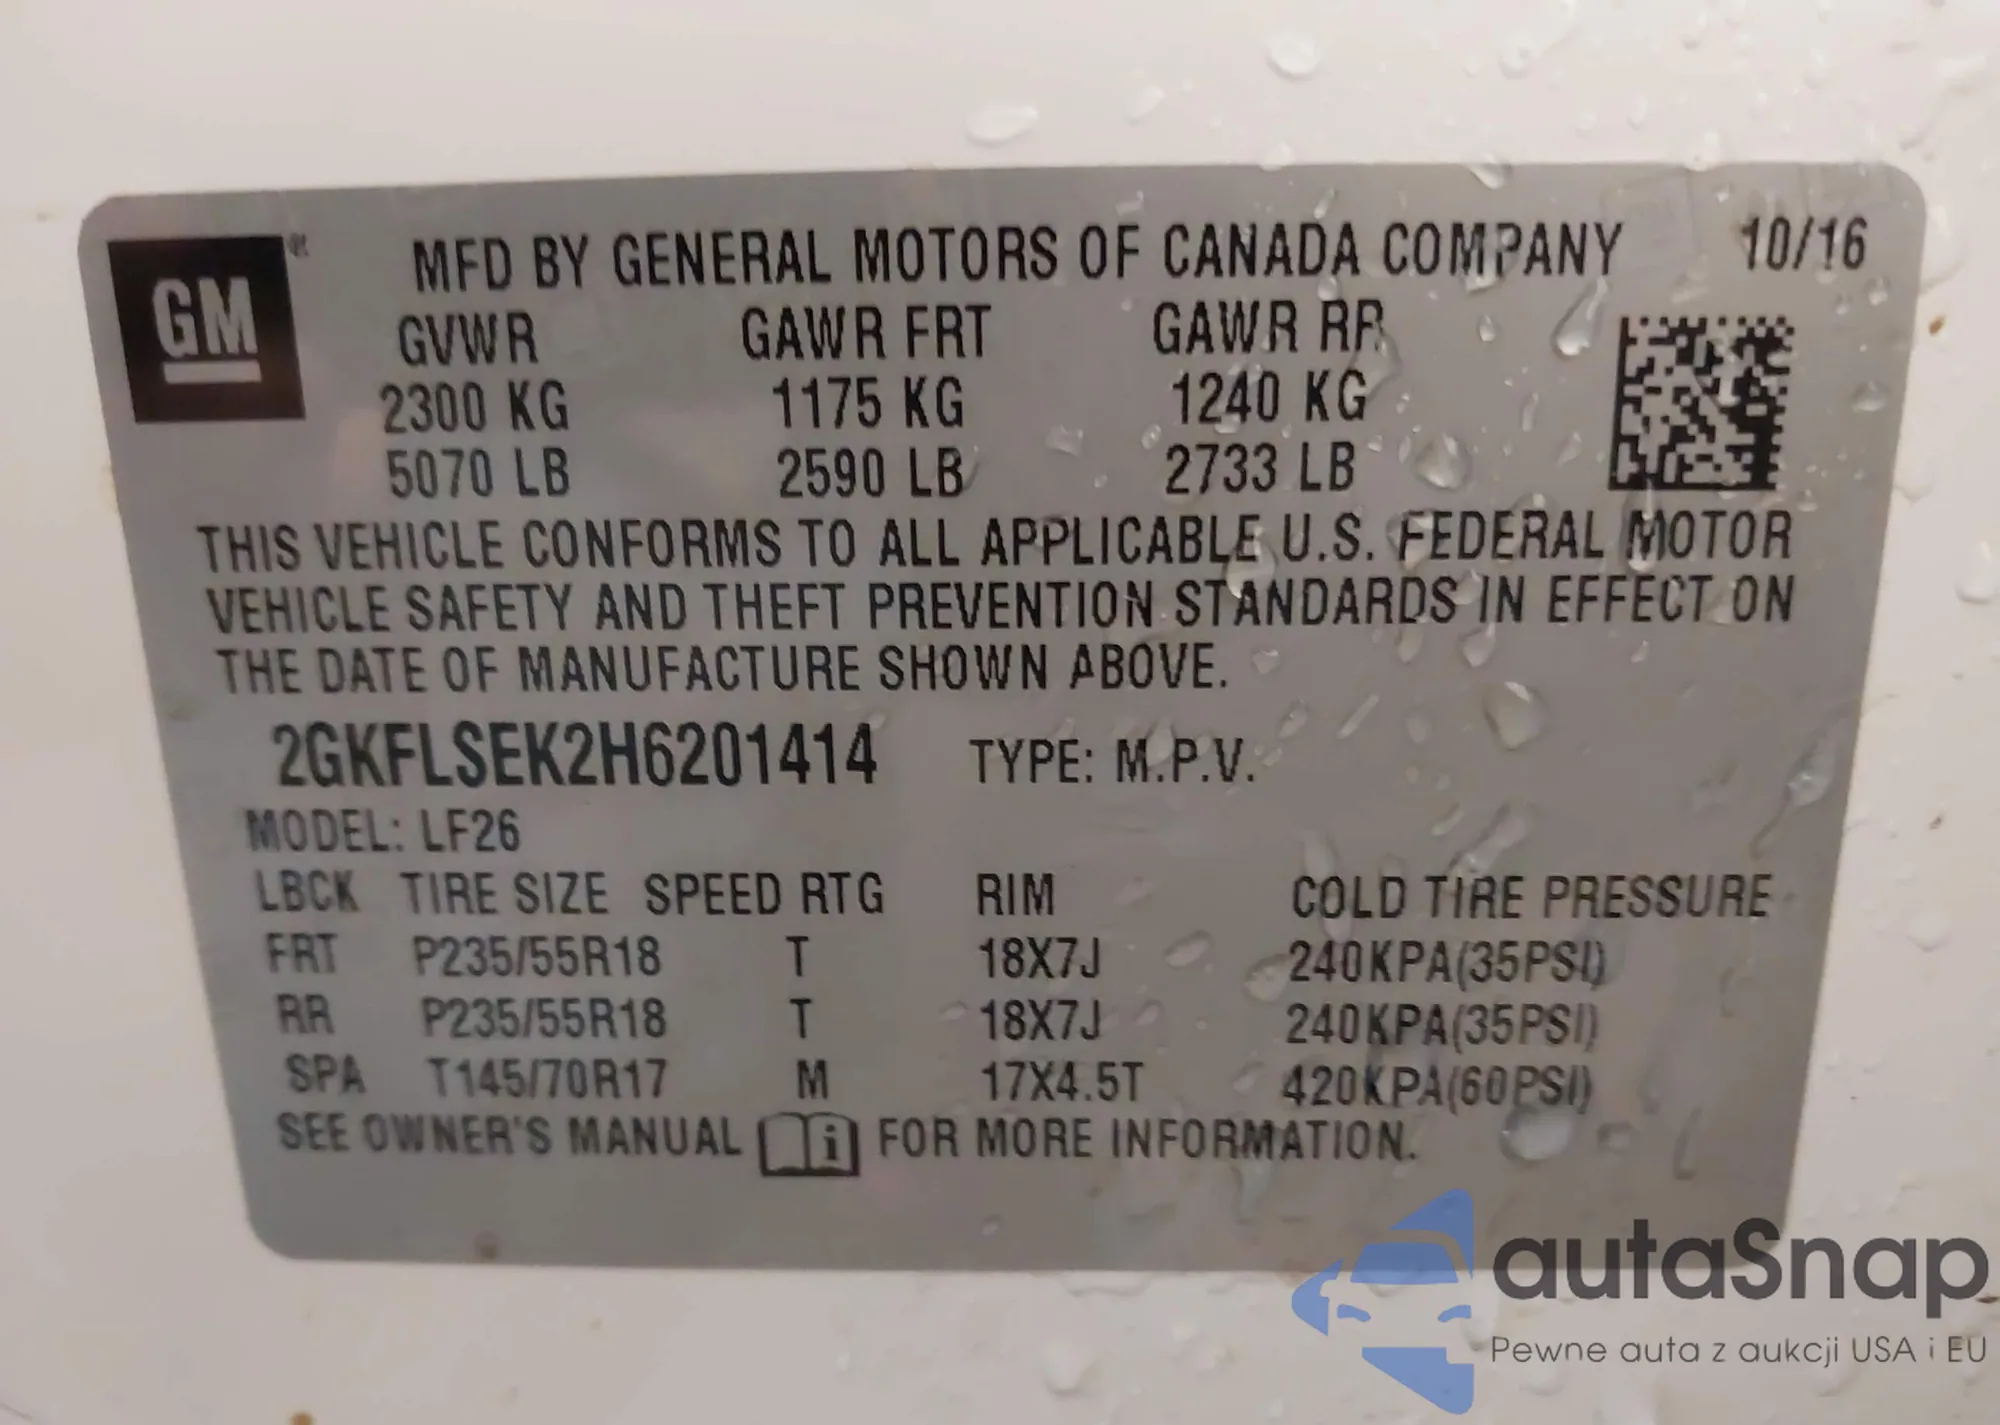 GM
MFD BY GENERAL MOTORS OF CANADA COMPANY 10/16
GVWR GAWR FRT GAWR RR
2300 KG 1175 KG 1240 KG
5070 LB 2590 LB 2733 LB
THIS VEHICLE CONFORMS TO ALL APPLICABLE U.S. FEDERAL MOTOR
VEHICLE SAFETY AND THEFT PREVENTION STANDARDS IN EFFECT ON
THE DATE OF MANUFACTURE SHOWN ABOVE.
2GKFLSEK2H6201414 TYPE: M.P.V.
MODEL: LF26
LBCK TIRE SIZE SPEED RTG RIM COLD TIRE PRESSURE
FRT P235/55R18 T 18X7J 240KPA(35PSI)
RR P235/55R18 T 18X7J 240KPA(35PSI)
SPA T145/70R17 M 17X4.5T 420KPA(60PSI)
SEE OWNER'S MANUAL i FOR MORE INFORMATION.
autaSnap
Pewne auta z aukcji USA i EU